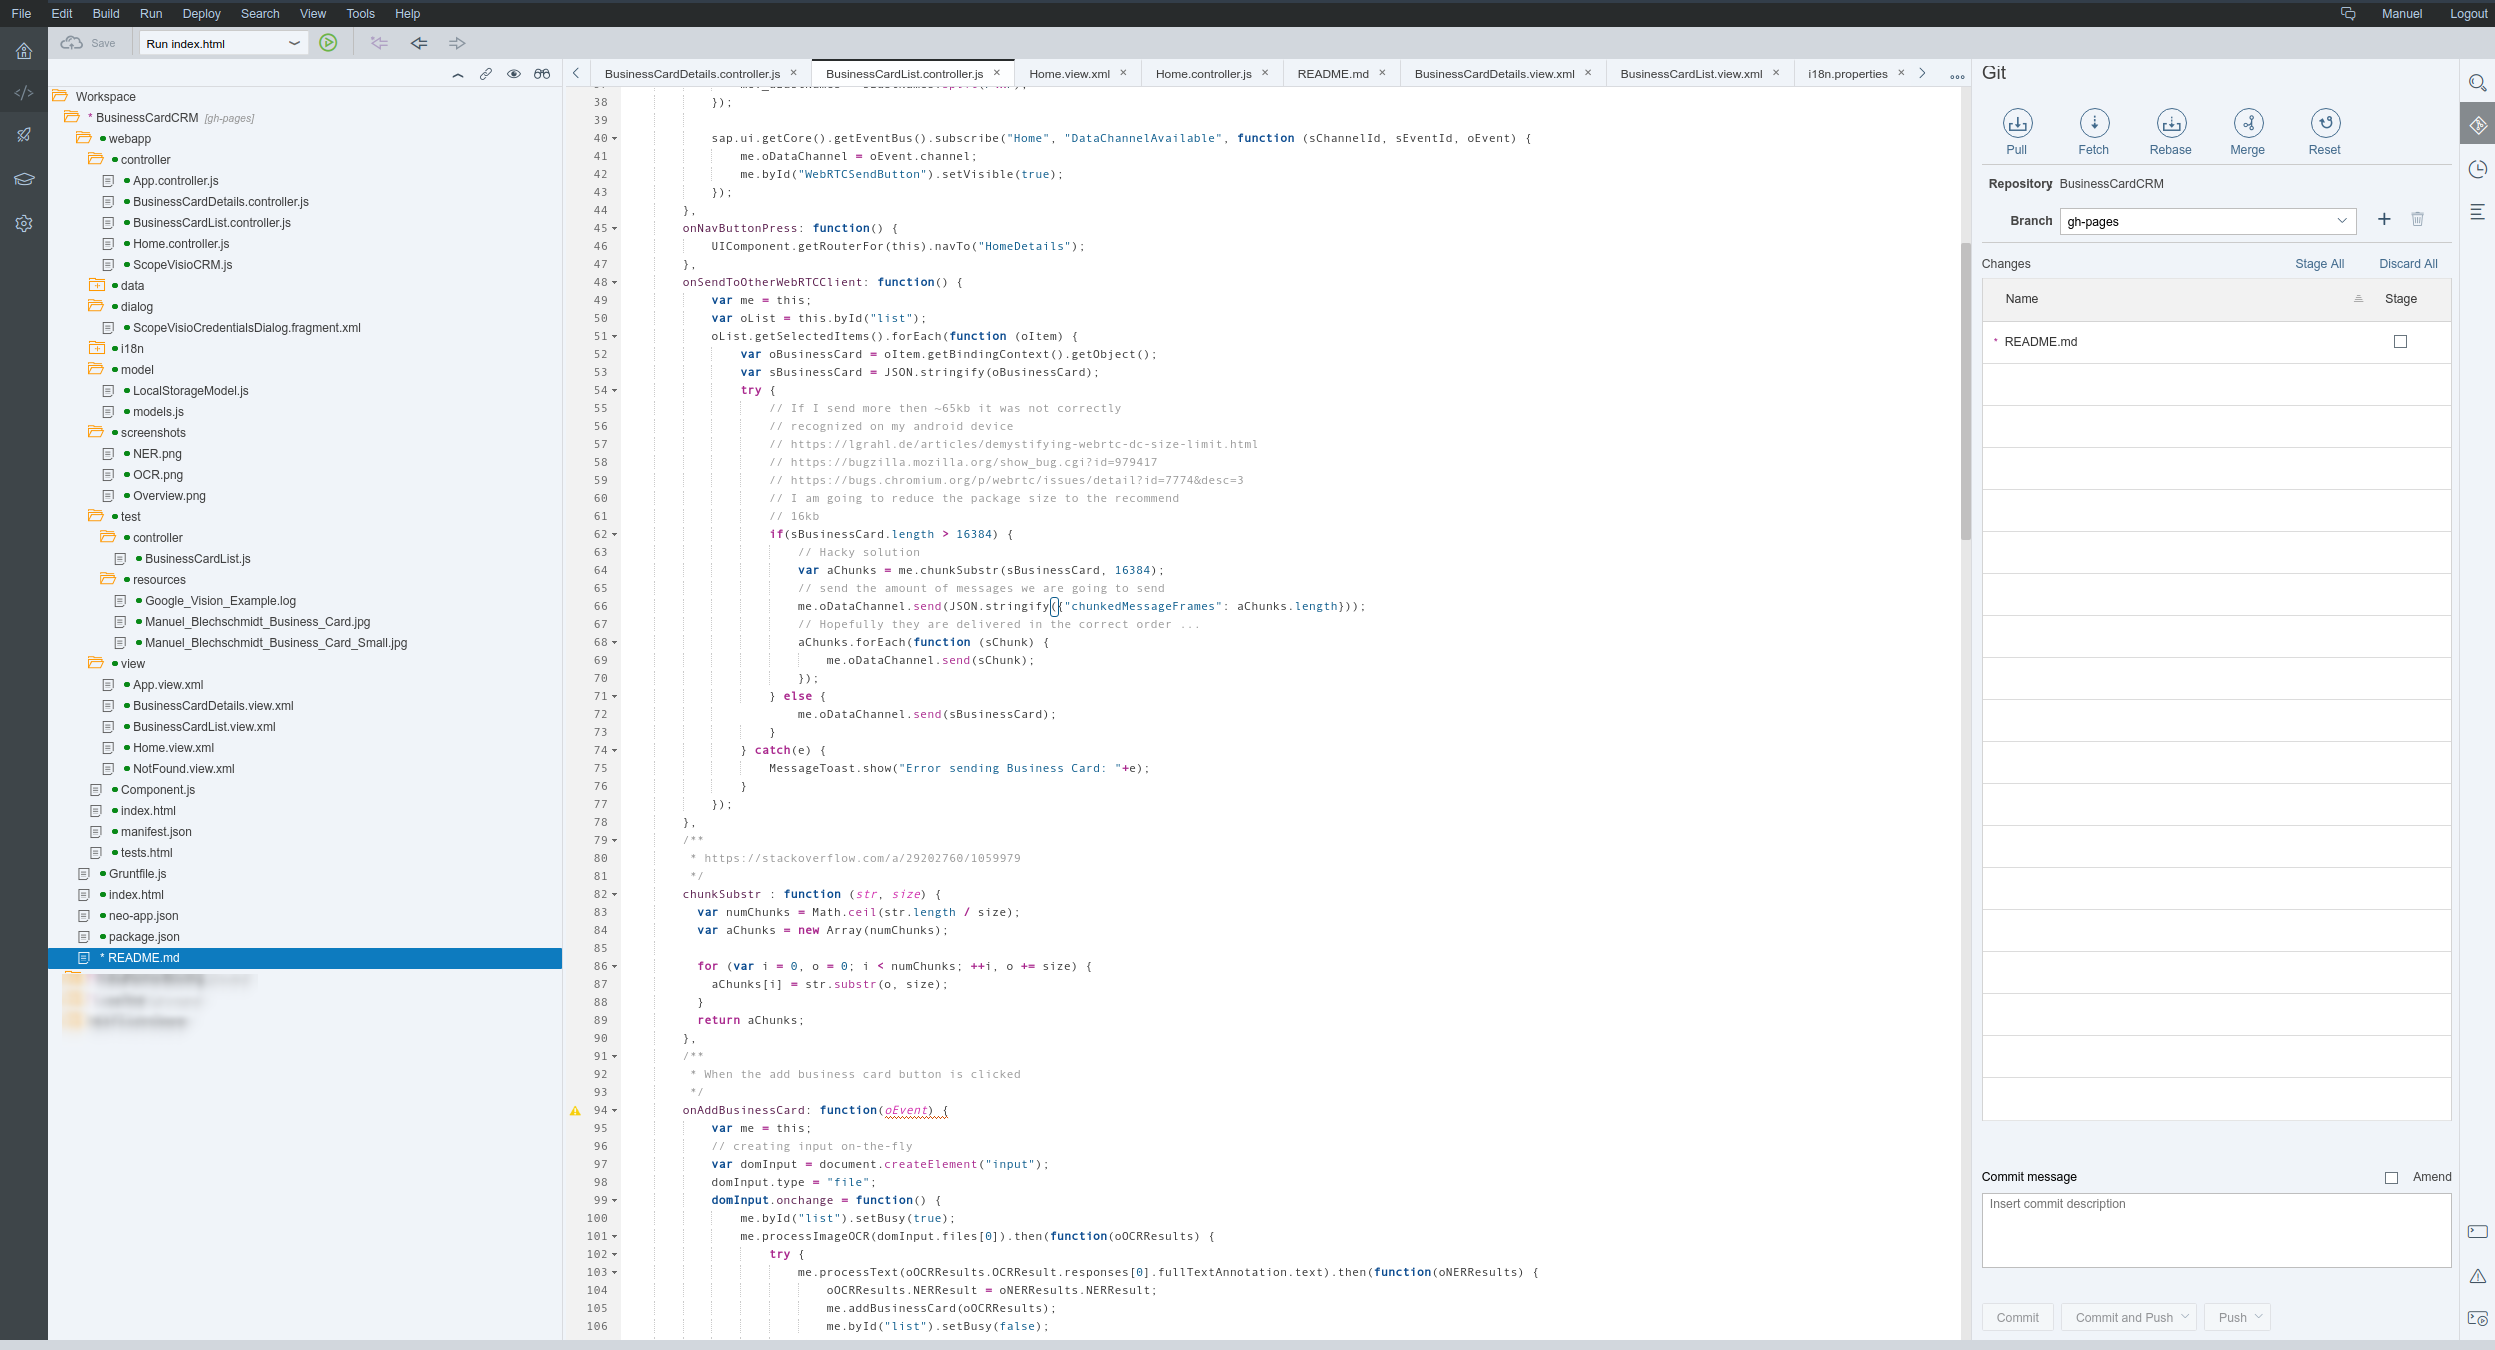 File Edit Build Run Deploy Search View Tools Help Manuel Logout
Save Run index.html
BusinessCardDetails.controller.js × BusinessCardList.controller.js × Home.view.xml × Home.controller.js × README.md × BusinessCardDetails.view.xml × BusinessCardList.view.xml × i18n.properties ×
Workspace
* BusinessCardCRM [gh-pages]
webapp
controller
App.controller.js
BusinessCardDetails.controller.js
BusinessCardList.controller.js
Home.controller.js
ScopeVisioCRM.js
data
dialog
ScopeVisioCredentialsDialog.fragment.xml
i18n
model
LocalStorageModel.js
models.js
screenshots
NER.png
OCR.png
Overview.png
test
controller
BusinessCardList.js
resources
Google_Vision_Example.log
Manuel_Blechschmidt_Business_Card.jpg
Manuel_Blechschmidt_Business_Card_Small.jpg
view
App.view.xml
BusinessCardDetails.view.xml
BusinessCardList.view.xml
Home.view.xml
NotFound.view.xml
Component.js
index.html
manifest.json
tests.html
Gruntfile.js
index.html
neo-app.json
package.json
* README.md
38 });
39
40 sap.ui.getCore().getEventBus().subscribe("Home", "DataChannelAvailable", function (sChannelId, sEventId, oEvent) {
41 me.oDataChannel = oEvent.channel;
42 me.byId("WebRTCSendButton").setVisible(true);
43 });
44 },
45 onNavButtonPress: function() {
46 UIComponent.getRouterFor(this).navTo("HomeDetails");
47 },
48 onSendToOtherWebRTCClient: function() {
49 var me = this;
50 var oList = this.byId("list");
51 oList.getSelectedItems().forEach(function (oItem) {
52 var oBusinessCard = oItem.getBindingContext().getObject();
53 var sBusinessCard = JSON.stringify(oBusinessCard);
54 try {
55 // If I send more then ~65kb it was not correctly
56 // recognized on my android device
57 // https://lgrahl.de/articles/demystifying-webrtc-dc-size-limit.html
58 // https://bugzilla.mozilla.org/show_bug.cgi?id=979417
59 // https://bugs.chromium.org/p/webrtc/issues/detail?id=7774&desc=3
60 // I am going to reduce the package size to the recommend
61 // 16kb
62 if(sBusinessCard.length > 16384) {
63 // Hacky solution
64 var aChunks = me.chunkSubstr(sBusinessCard, 16384);
65 // send the amount of messages we are going to send
66 me.oDataChannel.send(JSON.stringify({"chunkedMessageFrames": aChunks.length}));
67 // Hopefully they are delivered in the correct order ...
68 aChunks.forEach(function (sChunk) {
69 me.oDataChannel.send(sChunk);
70 });
71 } else {
72 me.oDataChannel.send(sBusinessCard);
73 }
74 } catch(e) {
75 MessageToast.show("Error sending Business Card: "+e);
76 }
77 });
78 },
79 /**
80 * https://stackoverflow.com/a/29202760/1059979
81 */
82 chunkSubstr : function (str, size) {
83 var numChunks = Math.ceil(str.length / size);
84 var aChunks = new Array(numChunks);
85
86 for (var i = 0, o = 0; i < numChunks; ++i, o += size) {
87 aChunks[i] = str.substr(o, size);
88 }
89 return aChunks;
90 },
91 /**
92 * When the add business card button is clicked
93 */
94 onAddBusinessCard: function(oEvent) {
95 var me = this;
96 // creating input on-the-fly
97 var domInput = document.createElement("input");
98 domInput.type = "file";
99 domInput.onchange = function() {
100 me.byId("list").setBusy(true);
101 me.processImageOCR(domInput.files[0]).then(function(oOCRResults) {
102 try {
103 me.processText(oOCRResults.OCRResult.responses[0].fullTextAnnotation.text).then(function(oNERResults) {
104 oOCRResults.NERResult = oNERResults.NERResult;
105 me.addBusinessCard(oOCRResults);
106 me.byId("list").setBusy(false);
Git
Pull Fetch Rebase Merge Reset
Repository BusinessCardCRM
Branch gh-pages
Changes Stage All Discard All
Name Stage
* README.md
Commit message Amend
Insert commit description
Commit Commit and Push Push